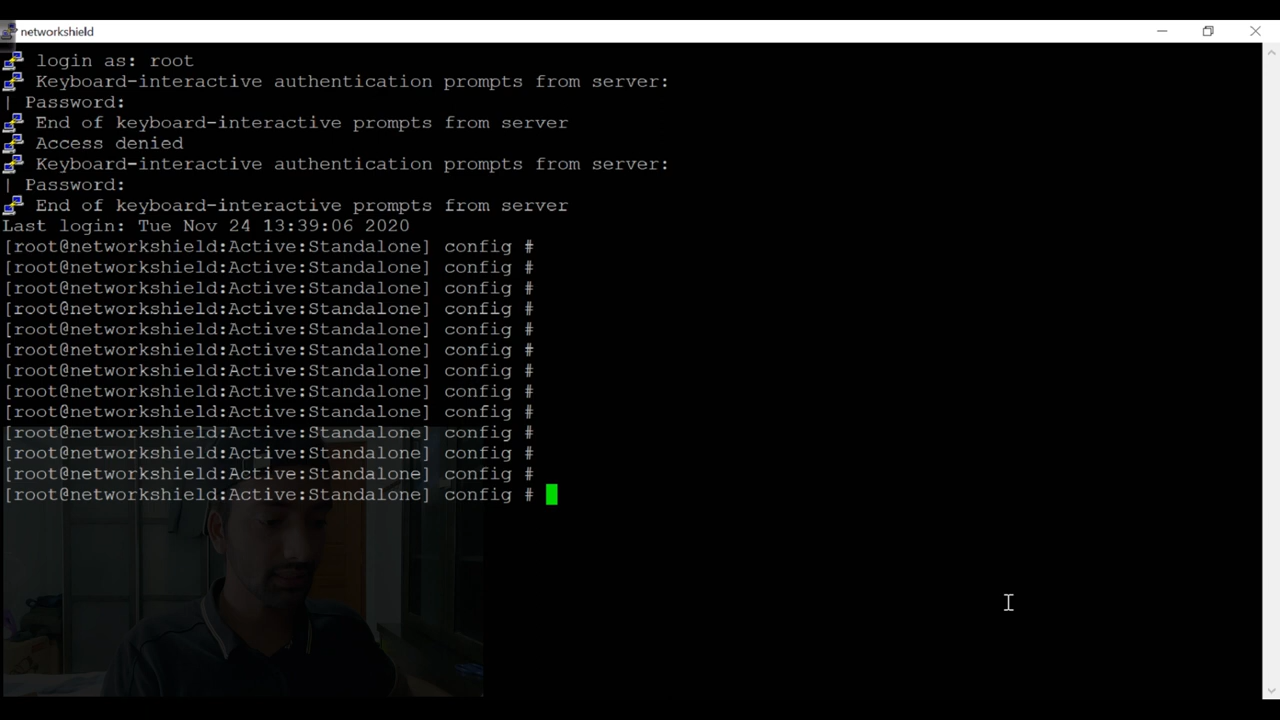 networkshield
login as: root
Keyboard-interactive authentication prompts from server:
| Password:
End of keyboard-interactive prompts from server
Access denied
Keyboard-interactive authentication prompts from server:
| Password:
End of keyboard-interactive prompts from server
Last login: Tue Nov 24 13:39:06 2020
[root@networkshield:Active:Standalone] config #
[root@networkshield:Active:Standalone] config #
[root@networkshield:Active:Standalone] config #
[root@networkshield:Active:Standalone] config #
[root@networkshield:Active:Standalone] config #
[root@networkshield:Active:Standalone] config #
[root@networkshield:Active:Standalone] config #
[root@networkshield:Active:Standalone] config #
[root@networkshield:Active:Standalone] config #
[root@networkshield:Active:Standalone] config #
[root@networkshield:Active:Standalone] config #
[root@networkshield:Active:Standalone] config #
[root@networkshield:Active:Standalone] config #